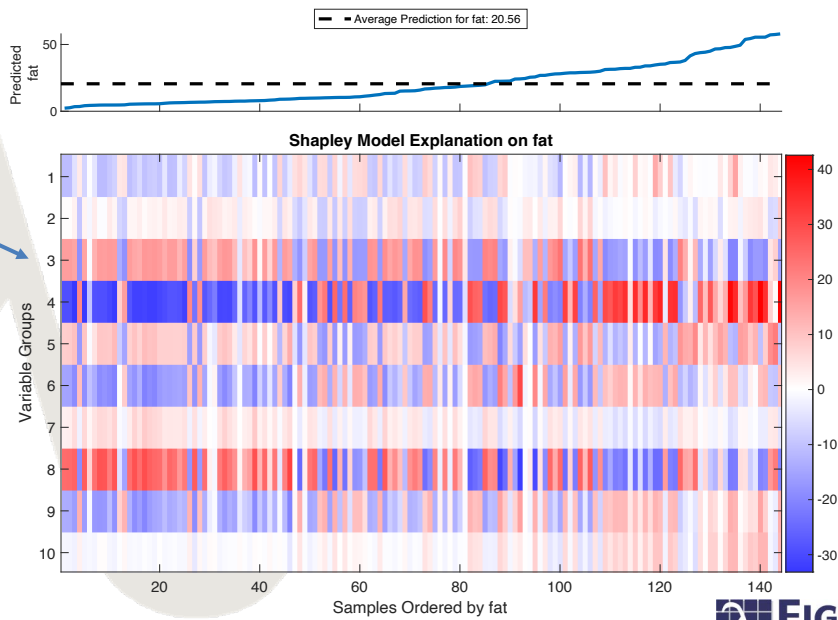 Average Prediction for fat: 20.56
Predicted
fat
50
0
Shapley Model Explanation on fat
Variable Groups
1
2
3
4
5
6
7
8
9
10
20 40 60 80 100 120 140
Samples Ordered by fat
40
30
20
10
0
-10
-20
-30
EIG